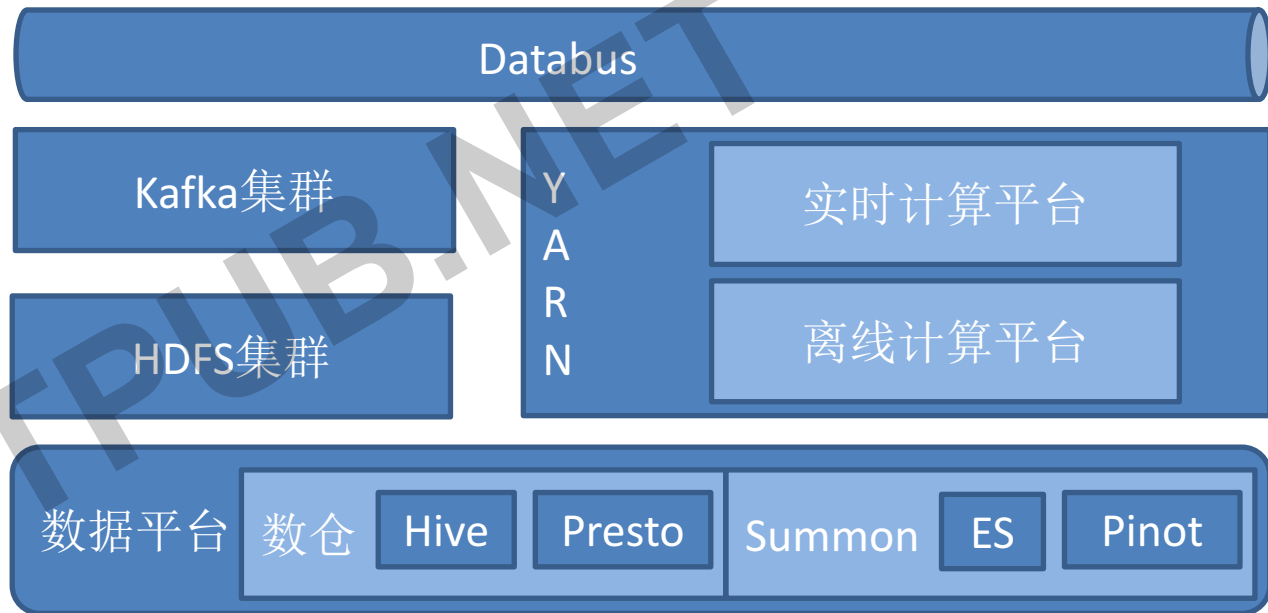 Databus
Kafka集群
YARN
实时计算平台
HDFS集群
离线计算平台
数据平台
数仓
Hive
Presto
Summon
ES
Pinot
TPUB.NET